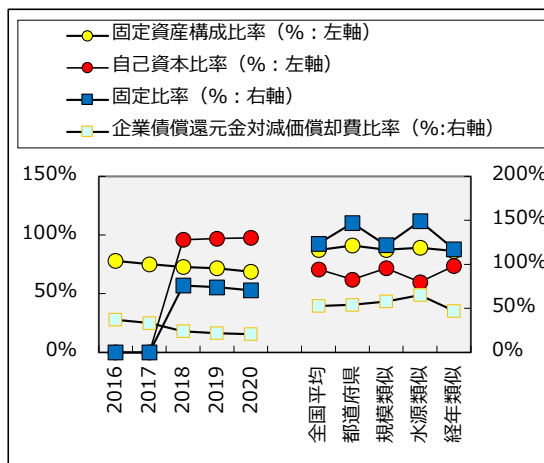 固定資産構成比率（%：左軸）
自己資本比率（%：左軸）
固定比率（%：右軸）
企業債償還元金対減価償却費比率（%:右軸）
150% 200%
150%
100%
100%
50%
50%
0% 0%
2016 2017 2018 2019 2020 全国平均 都道府県 規模類似 水源類似 経年類似